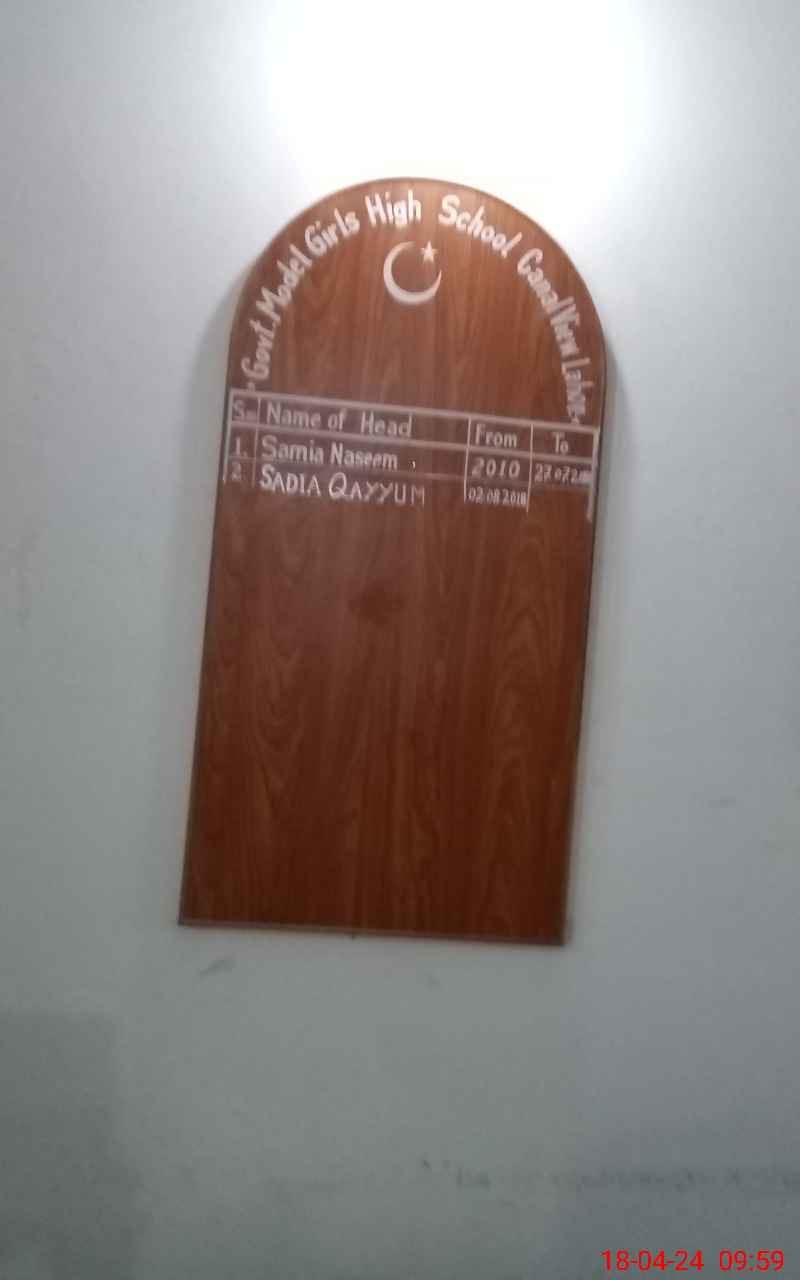 Govt. Model Girls High School Canal View Lahore
Name of Head From To
1. Samia Naseem 2010
2. SADIA QAYYUM 02.08.2018
18-04-24 09:59